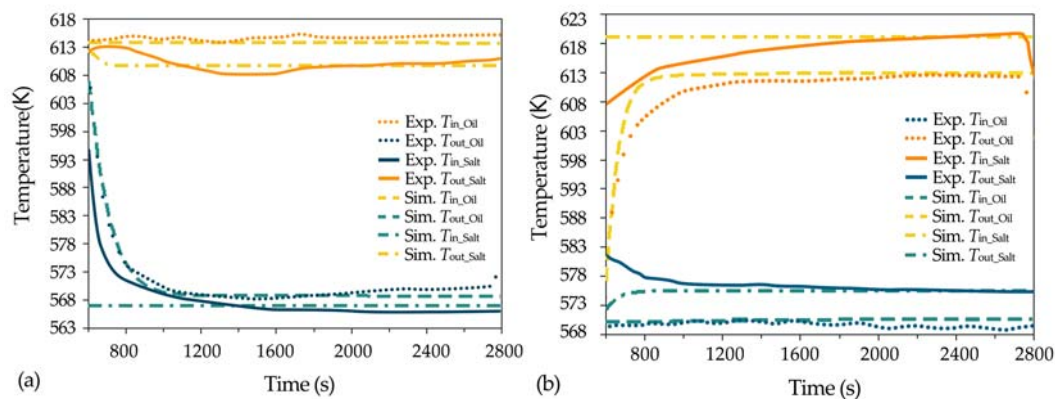 618
613
608
603
598
593
588
583
578
573
568
563
Temperature(K)
Exp. Tin_Oil
Exp. Tout_Oil
Exp. Tin_Salt
Exp. Tout_Salt
Sim. Tin_Oil
Sim. Tout_Oil
Sim. Tin_Salt
Sim. Tout_Salt
800 1200 1600 2000 2400 2800
Time (s)
(a)
623
618
613
608
603
598
593
588
583
578
573
568
Temperature (K)
Exp. Tin_Oil
Exp. Tout_Oil
Exp. Tin_Salt
Exp. Tout_Salt
Sim. Tin_Oil
Sim. Tout_Oil
Sim. Tin_Salt
Sim. Tout_Salt
800 1200 1600 2000 2400 2800
Time (s)
(b)